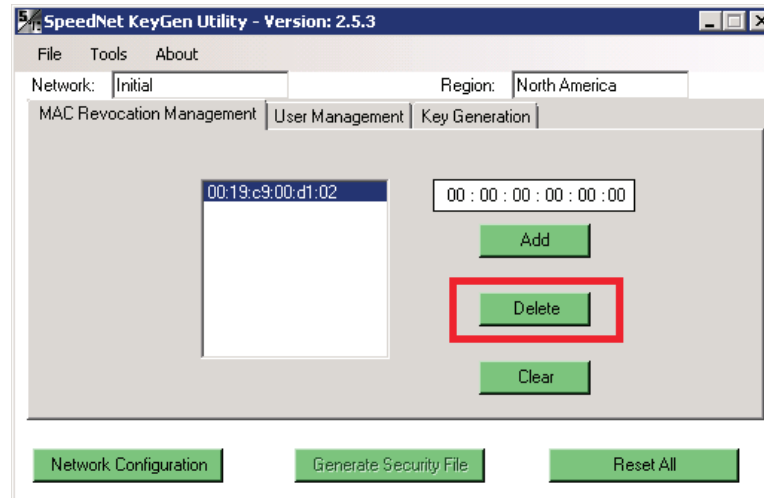 SpeedNet KeyGen Utility - Version: 2.5.3
File Tools About
Network: Initial Region: North America
MAC Revocation Management User Management Key Generation
00:19:c9:00:d1:02 00 : 00 : 00 : 00 : 00 :00
Add
Delete
Clear
Network Configuration Generate Security File Reset All